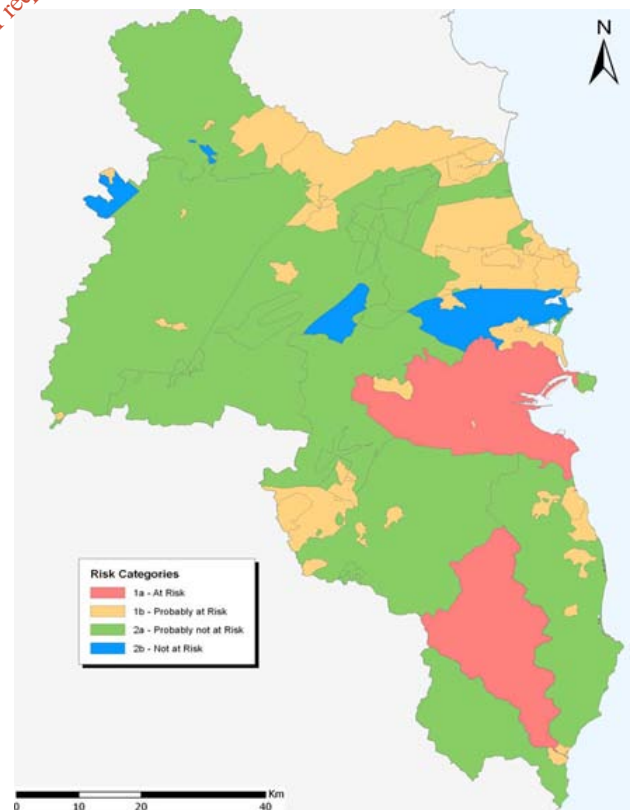 N
Risk Categories
1a - At Risk
1b - Probably at Risk
2a - Probably not at Risk
2b - Not at Risk
Km
0 10 20 40